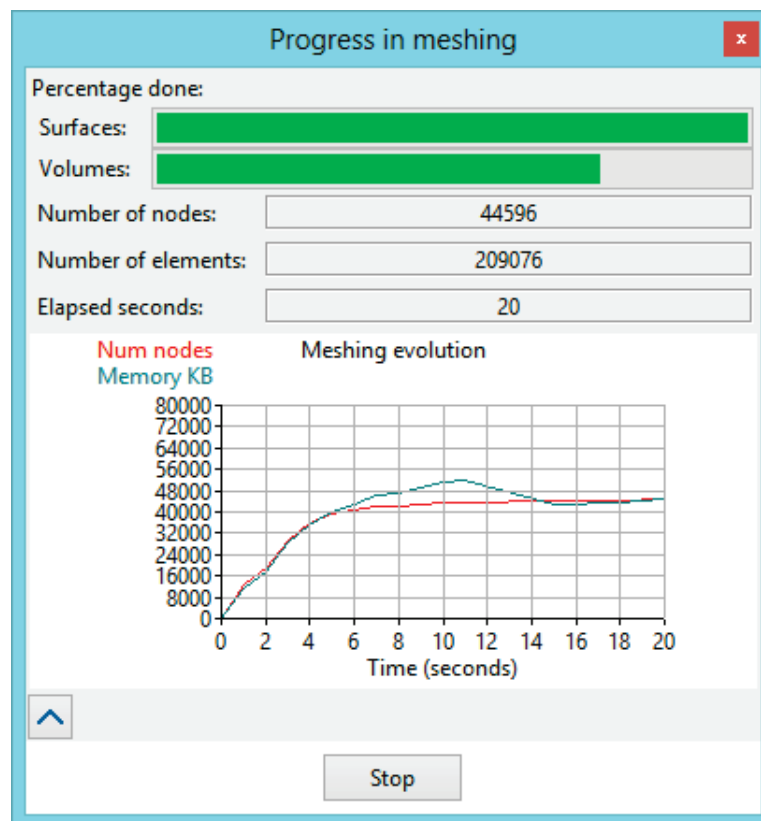 Progress in meshing
x
Percentage done:
Surfaces:
Volumes:
Number of nodes: 44596
Number of elements: 209076
Elapsed seconds: 20
Num nodes Meshing evolution
Memory KB
80000
72000
64000
56000
48000
40000
32000
24000
16000
8000
0
0 2 4 6 8 10 12 14 16 18 20
Time (seconds)
Stop